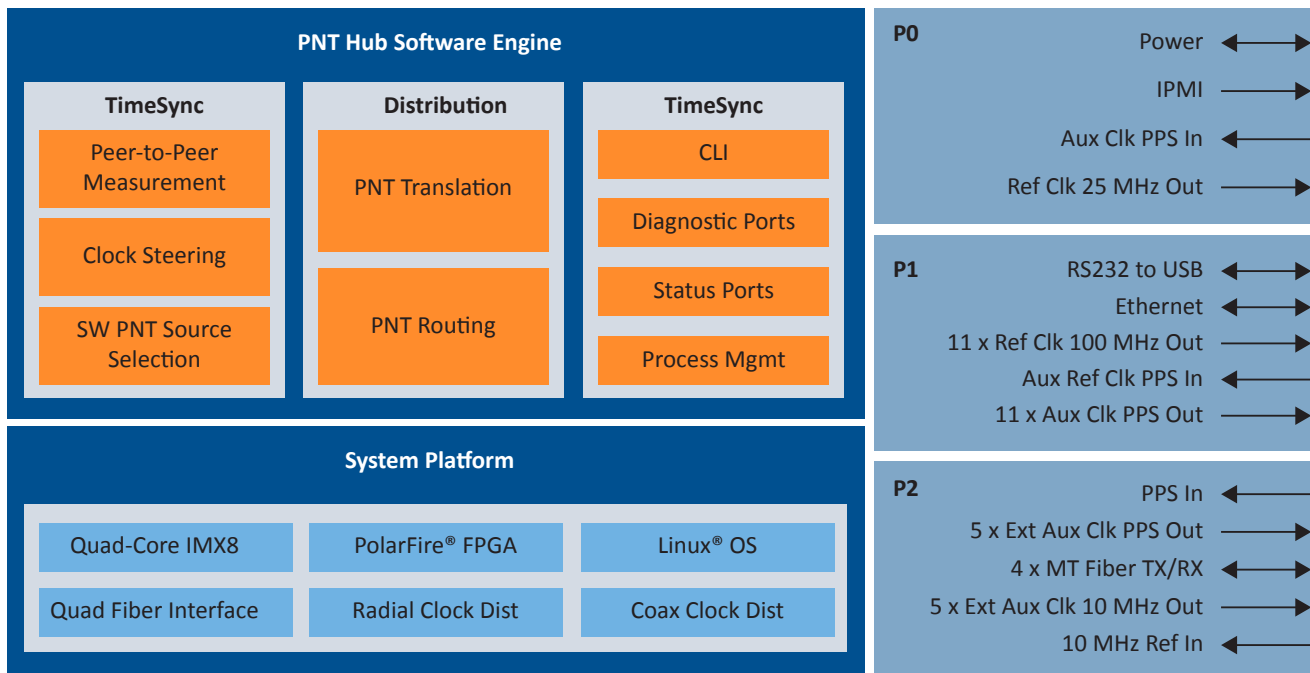 PNT Hub Software Engine
TimeSync
Peer-to-Peer
Measurement
Clock Steering
SW PNT Source
Selection
Distribution
PNT Translation
PNT Routing
TimeSync
CLI
Diagnostic Ports
Status Ports
Process Mgmt
System Platform
Quad-Core IMX8
PolarFire® FPGA
Linux® OS
Quad Fiber Interface
Radial Clock Dist
Coax Clock Dist
P0
Power
IPMI
Aux Clk PPS In
Ref Clk 25 MHz Out
P1
RS232 to USB
Ethernet
11 x Ref Clk 100 MHz Out
Aux Ref Clk PPS In
11 x Aux Clk PPS Out
P2
PPS In
5 x Ext Aux Clk PPS Out
4 x MT Fiber TX/RX
5 x Ext Aux Clk 10 MHz Out
10 MHz Ref In